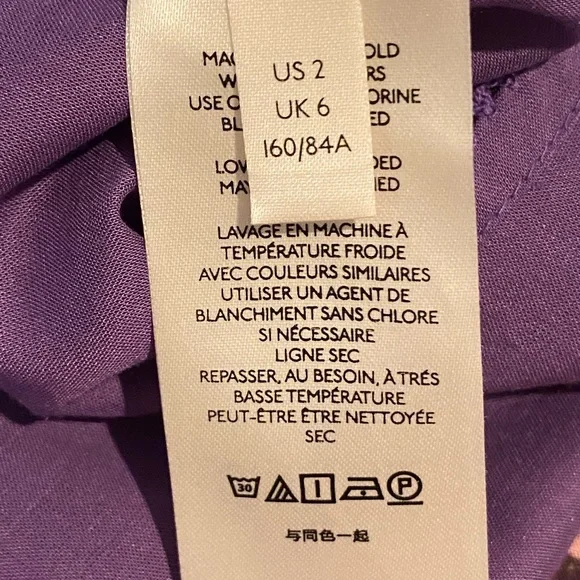 US 2
UK 6
160/84A
USE
LAVAGE EN MACHINE À
TEMPÉRATURE FROIDE
AVEC COULEURS SIMILAIRES
UTILISER UN AGENT DE
BLANCHIMENT SANS CHLORE
SI NÉCESSAIRE
LIGNE SEC
REPASSER, AU BESOIN, À TRÉS
BASSE TEMPÉRATURE
PEUT-ÊTRE ÊTRE NETTOYÉE
SEC
30 P
与同色一起